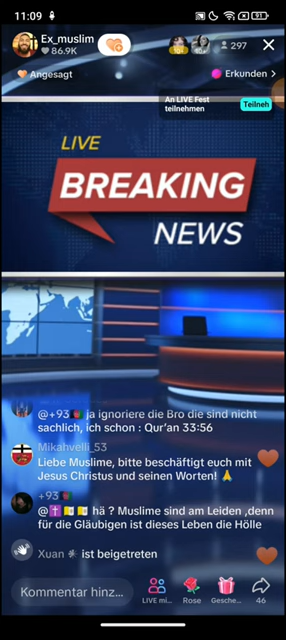 11:09
91
Ex_muslim
86.9K
297
Angesagt
Erkunden >
An LIVE Fest
teilnehmen
Teilneh
LIVE
BREAKING
NEWS
@+93🇦🇫 ja ignoriere die Bro die sind nicht
sachlich, ich schon : Qur'an 33:56
Mikahvelli_53
Liebe Muslime, bitte beschäftigt euch mit
Jesus Christus und seinen Worten! 🙏
+93🇦🇫
@✝️🇻🇦🇻🇦 hä ? Muslime sind am Leiden ,denn
für die Gläubigen ist dieses Leben die Hölle
Xuan ist beigetreten
Kommentar hinz...
LIVE mi...
Rose
Gesche...
46